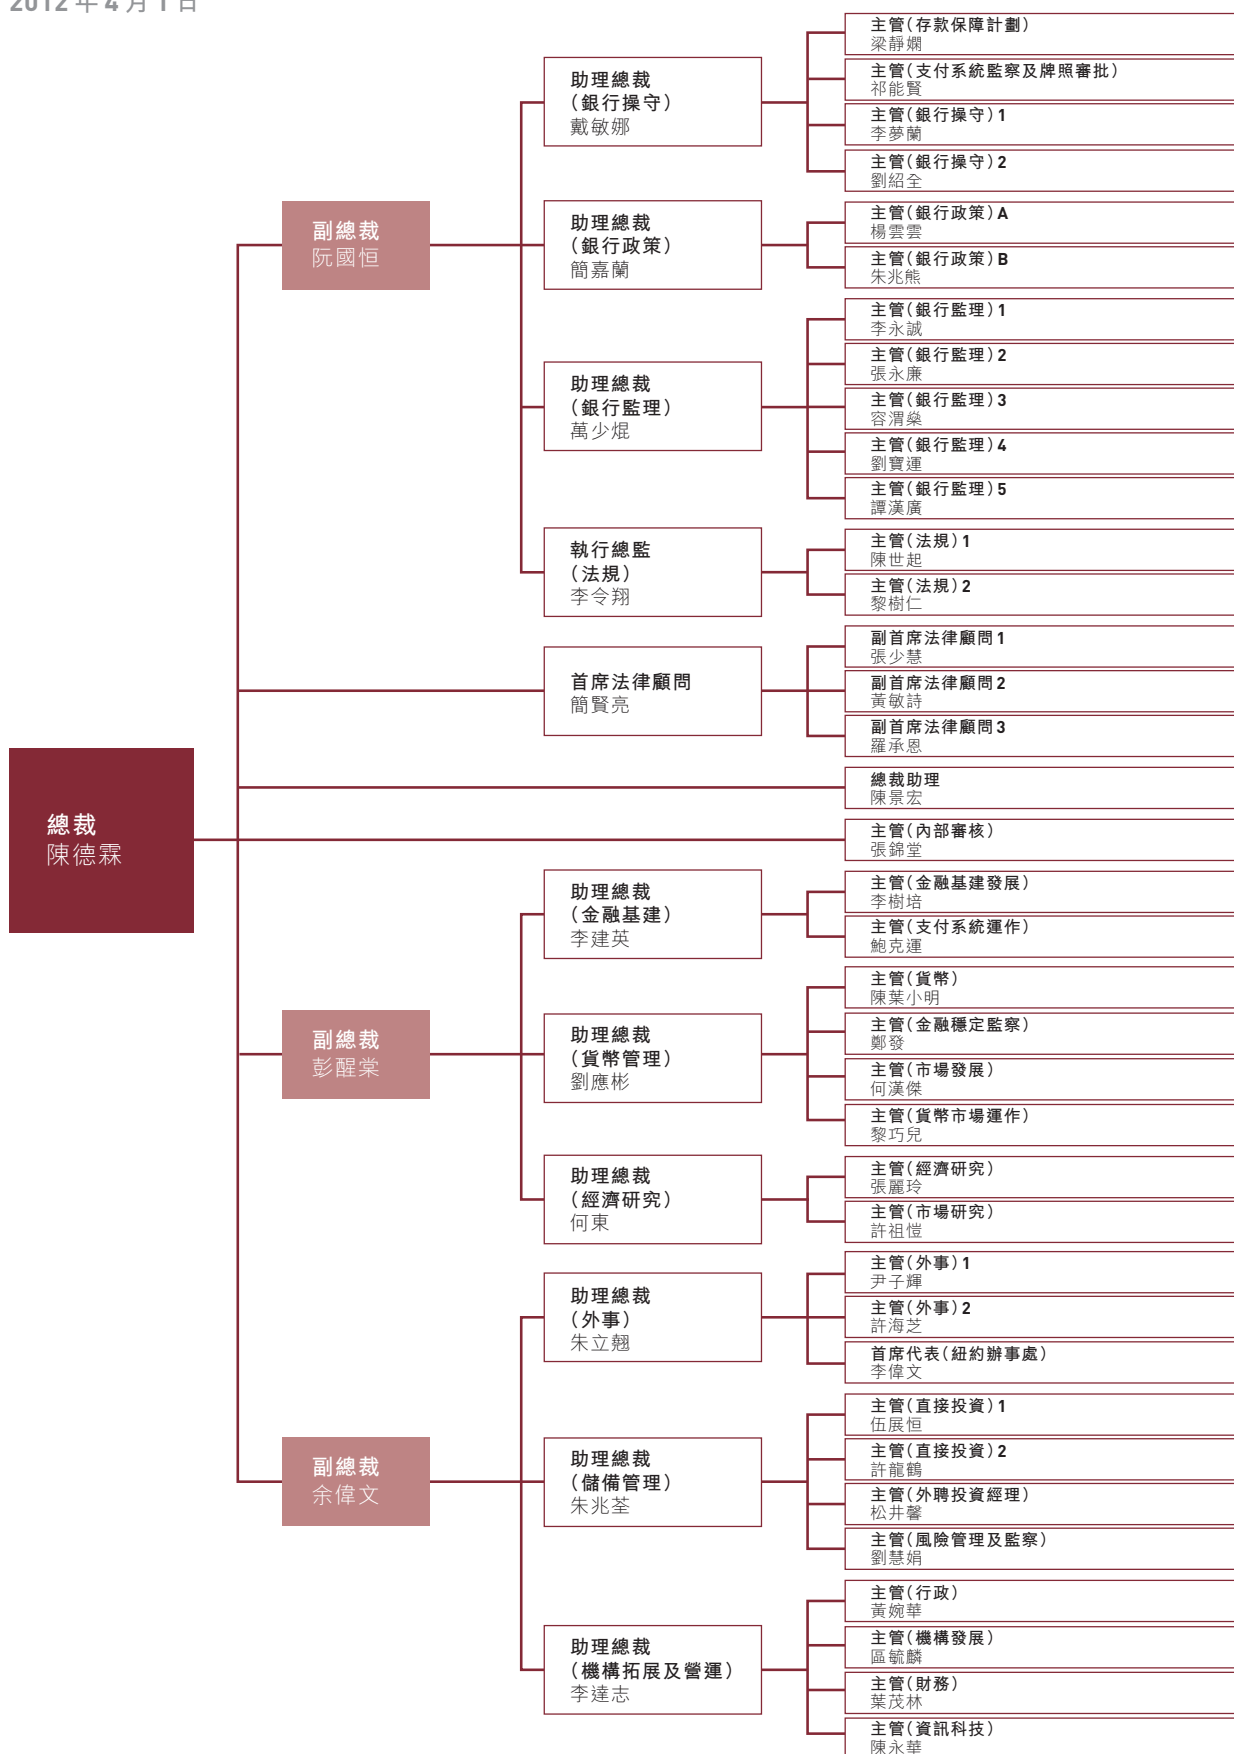 2012 年 4 月 1 日
總裁
陳德霖
副總裁
阮國恒
助理總裁
（銀行操守）
戴敏娜
主管（存款保障計劃）
梁靜嫻
主管（支付系統監察及牌照審批）
祁能賢
主管（銀行操守）1
李夢蘭
主管（銀行操守）2
劉紹全
助理總裁
（銀行政策）
簡嘉蘭
主管（銀行政策）A
楊雲雲
主管（銀行政策）B
朱兆熊
助理總裁
（銀行監理）
萬少焜
主管（銀行監理）1
李永誠
主管（銀行監理）2
張永廉
主管（銀行監理）3
容渭燊
主管（銀行監理）4
劉寶運
主管（銀行監理）5
譚漢廣
執行總監
（法規）
李令翔
主管（法規）1
陳世起
主管（法規）2
黎樹仁
首席法律顧問
簡賢亮
副首席法律顧問 1
張少慧
副首席法律顧問 2
黃敏詩
副首席法律顧問 3
羅承恩
總裁助理
陳景宏
主管（內部審核）
張錦堂
副總裁
彭醒棠
助理總裁
（金融基建）
李建英
主管（金融基建發展）
李樹培
主管（支付系統運作）
鮑克運
助理總裁
（貨幣管理）
劉應彬
主管（貨幣）
陳葉小明
主管（金融穩定監察）
鄭發
主管（市場發展）
何漢傑
主管（貨幣市場運作）
黎巧兒
助理總裁
（經濟研究）
何東
主管（經濟研究）
張麗玲
主管（市場研究）
許祖愷
副總裁
余偉文
助理總裁
（外事）
朱立翹
主管（外事）1
尹子輝
主管（外事）2
許海芝
首席代表（紐約辦事處）
李偉文
助理總裁
（儲備管理）
朱兆荃
主管（直接投資）1
伍展恒
主管（直接投資）2
許龍鶴
主管（外聘投資經理）
松井馨
主管（風險管理及監察）
劉慧娟
助理總裁
（機構拓展及營運）
李達志
主管（行政）
黃婉華
主管（機構發展）
區毓麟
主管（財務）
葉茂林
主管（資訊科技）
陳永華